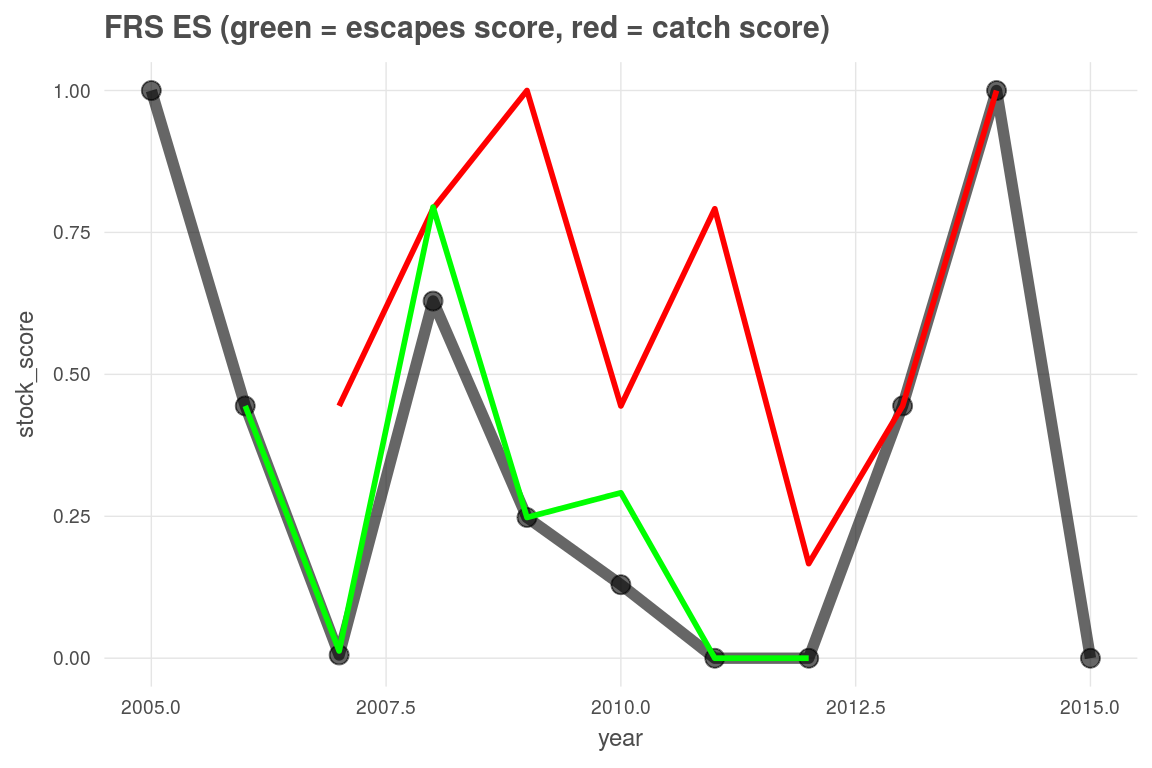 FRS ES (green = escapes score, red = catch score)
1.00
0.75
0.50
0.25
0.00
stock_score
2005.0 2007.5 2010.0 2012.5 2015.0
year